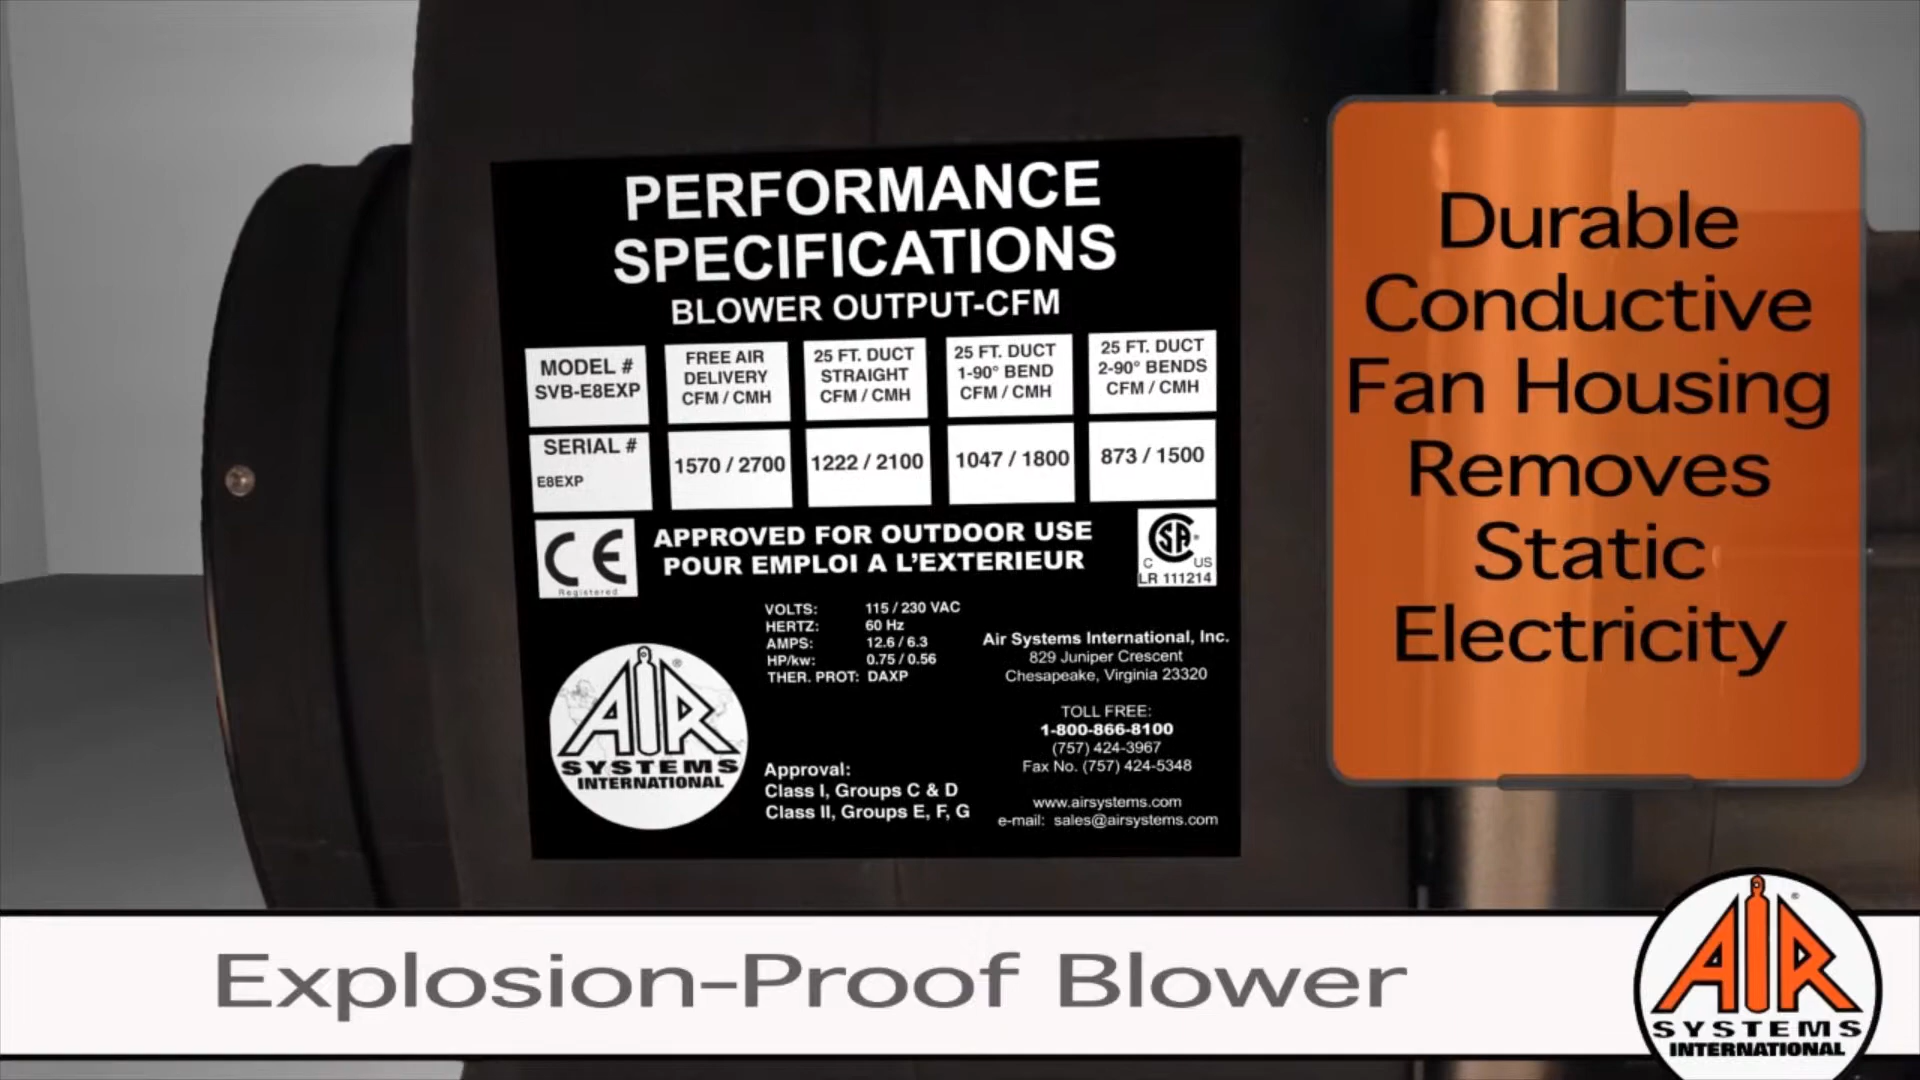 PERFORMANCE
SPECIFICATIONS
BLOWER OUTPUT-CFM
MODEL #
SVB-E8EXP
FREE AIR
DELIVERY
CFM / CMH
25 FT. DUCT
STRAIGHT
CFM / CMH
25 FT. DUCT
1-90° BEND
CFM / CMH
25 FT. DUCT
2-90° BENDS
CFM / CMH
SERIAL #
E8EXP
1570 / 2700
1222 / 2100
1047 / 1800
873 / 1500
CE
Registered
APPROVED FOR OUTDOOR USE
POUR EMPLOI A L'EXTERIEUR
CSA®
C US
LR 111214
VOLTS: 115 / 230 VAC
HERTZ: 60 Hz
AMPS: 12.6 / 6.3
HP/kw: 0.75 / 0.56
THER. PROT: DAXP
AIR®
SYSTEMS
INTERNATIONAL
Approval:
Class I, Groups C & D
Class II, Groups E, F, G
Air Systems International, Inc.
829 Juniper Crescent
Chesapeake, Virginia 23320
TOLL FREE:
1-800-866-8100
(757) 424-3967
Fax No. (757) 424-5348
www.airsystems.com
e-mail: sales@airsystems.com
Durable
Conductive
Fan Housing
Removes
Static
Electricity
Explosion-Proof Blower
AIR®
SYSTEMS
INTERNATIONAL